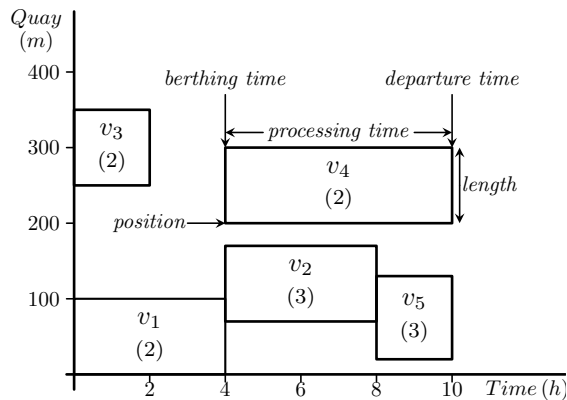 Quay
(m)
berthing time
departure time
400
v3
(2)
processing time
300
v4
(2)
length
position
200
v2
(3)
100
v1
(2)
v5
(3)
2
4
6
8
10
Time (h)